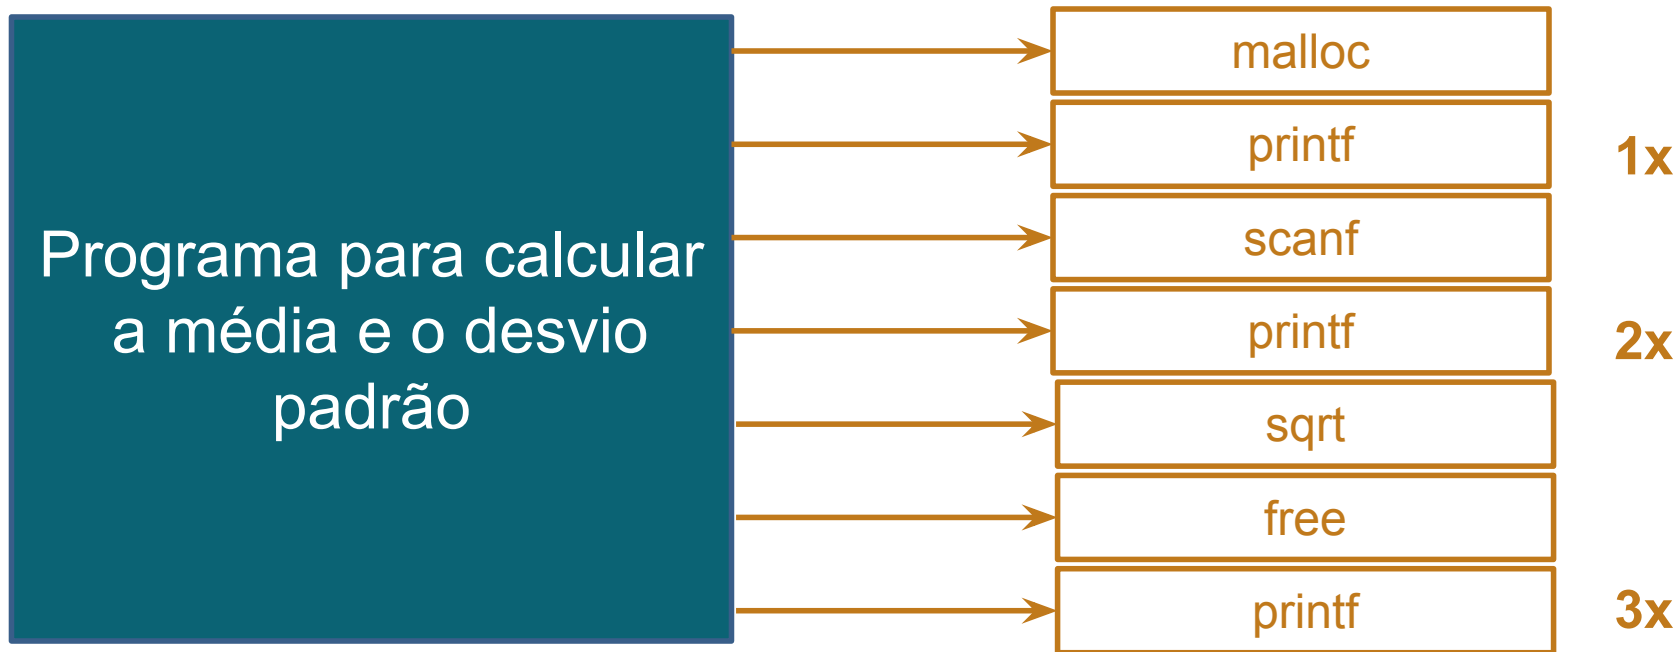 Programa para calcular
a média e o desvio
padrão
malloc
printf
1x
scanf
printf
2x
sqrt
free
printf
3x